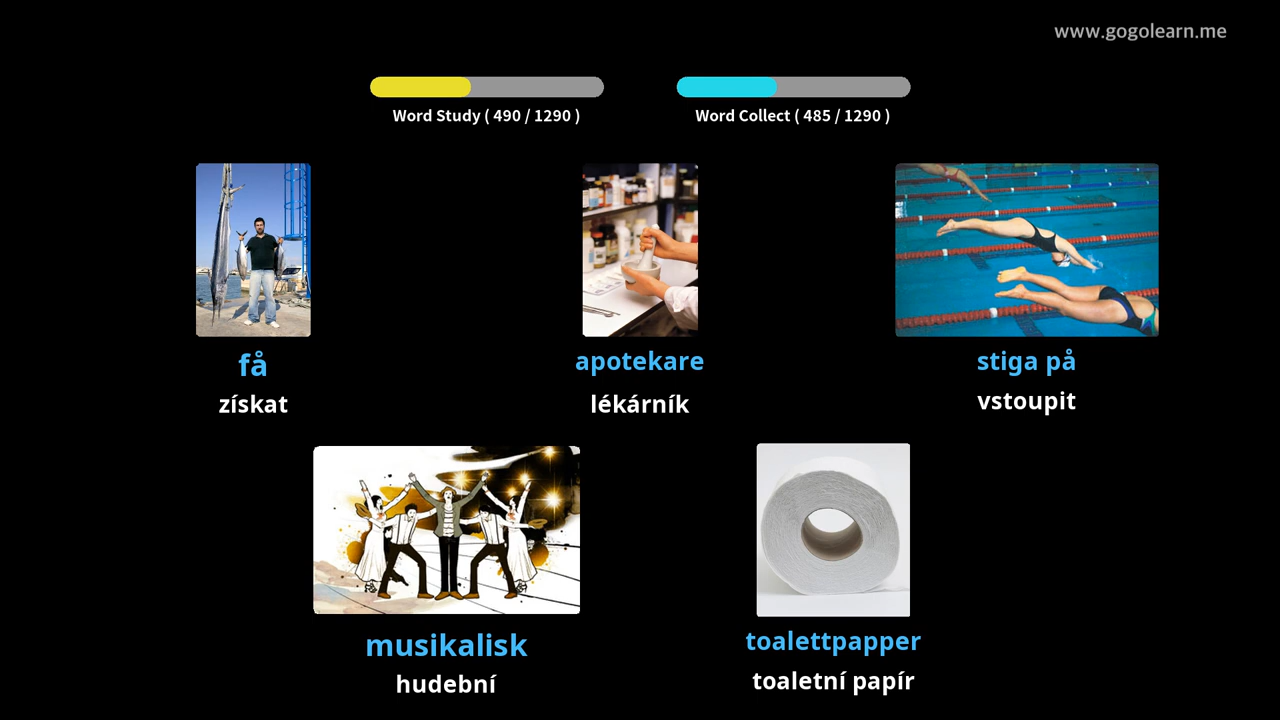 www.gogolearn.me
Word Study ( 490 / 1290 )
Word Collect ( 485 / 1290 )
få
získat
apotekare
lékárník
stiga på
vstoupit
musikalisk
hudební
toalettpapper
toaletní papír